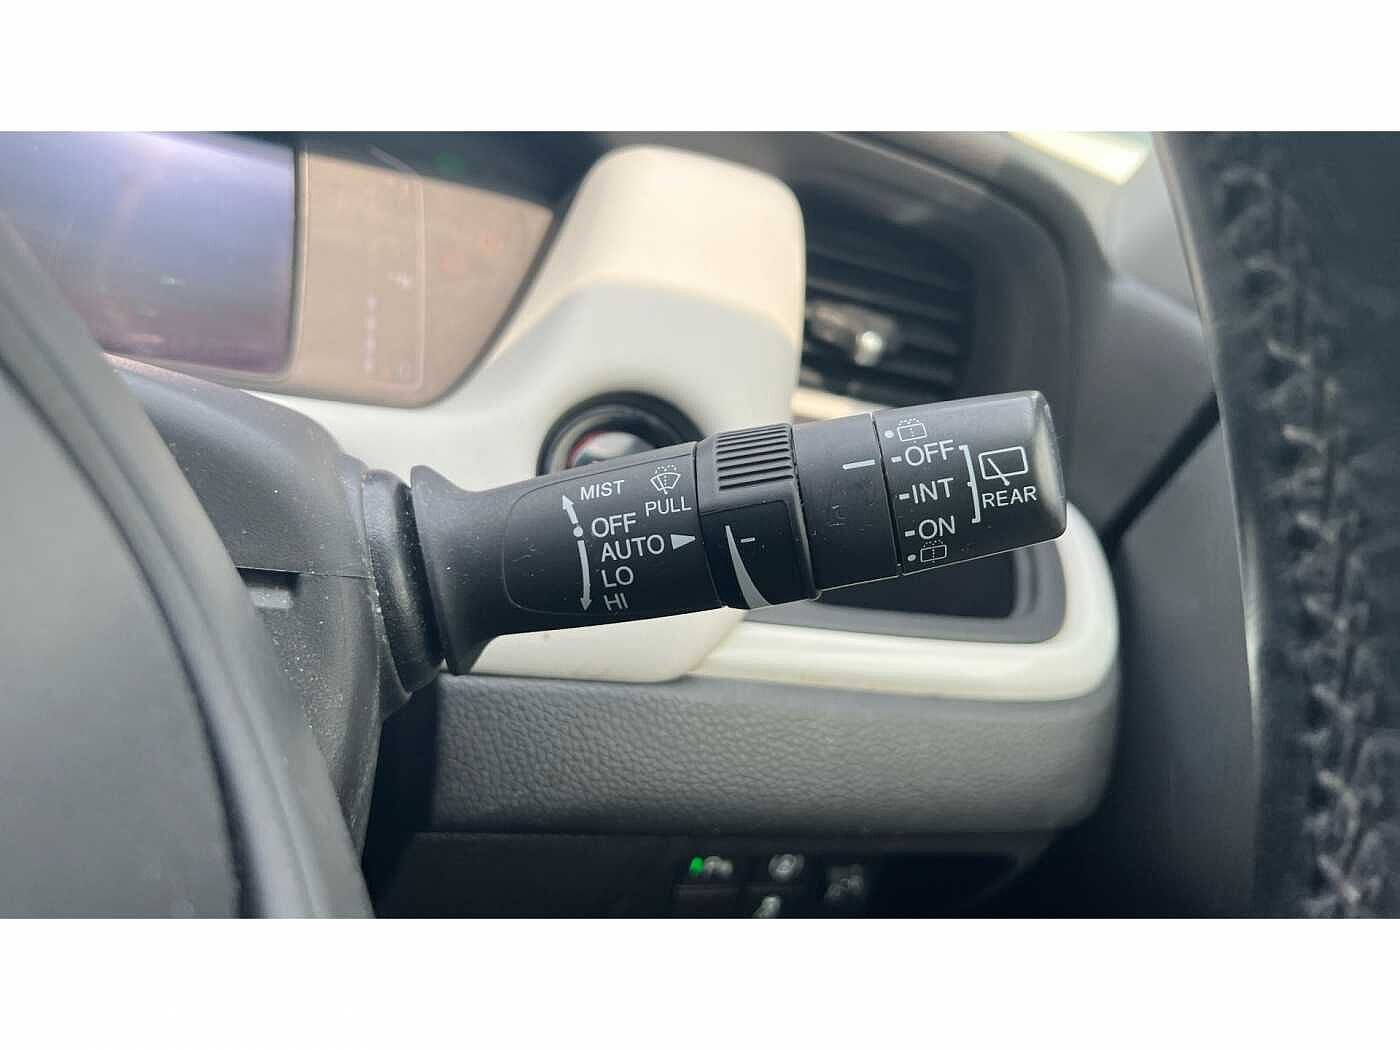 MIST
PULL
OFF
AUTO
LO
HI
OFF
INT
ON
REAR